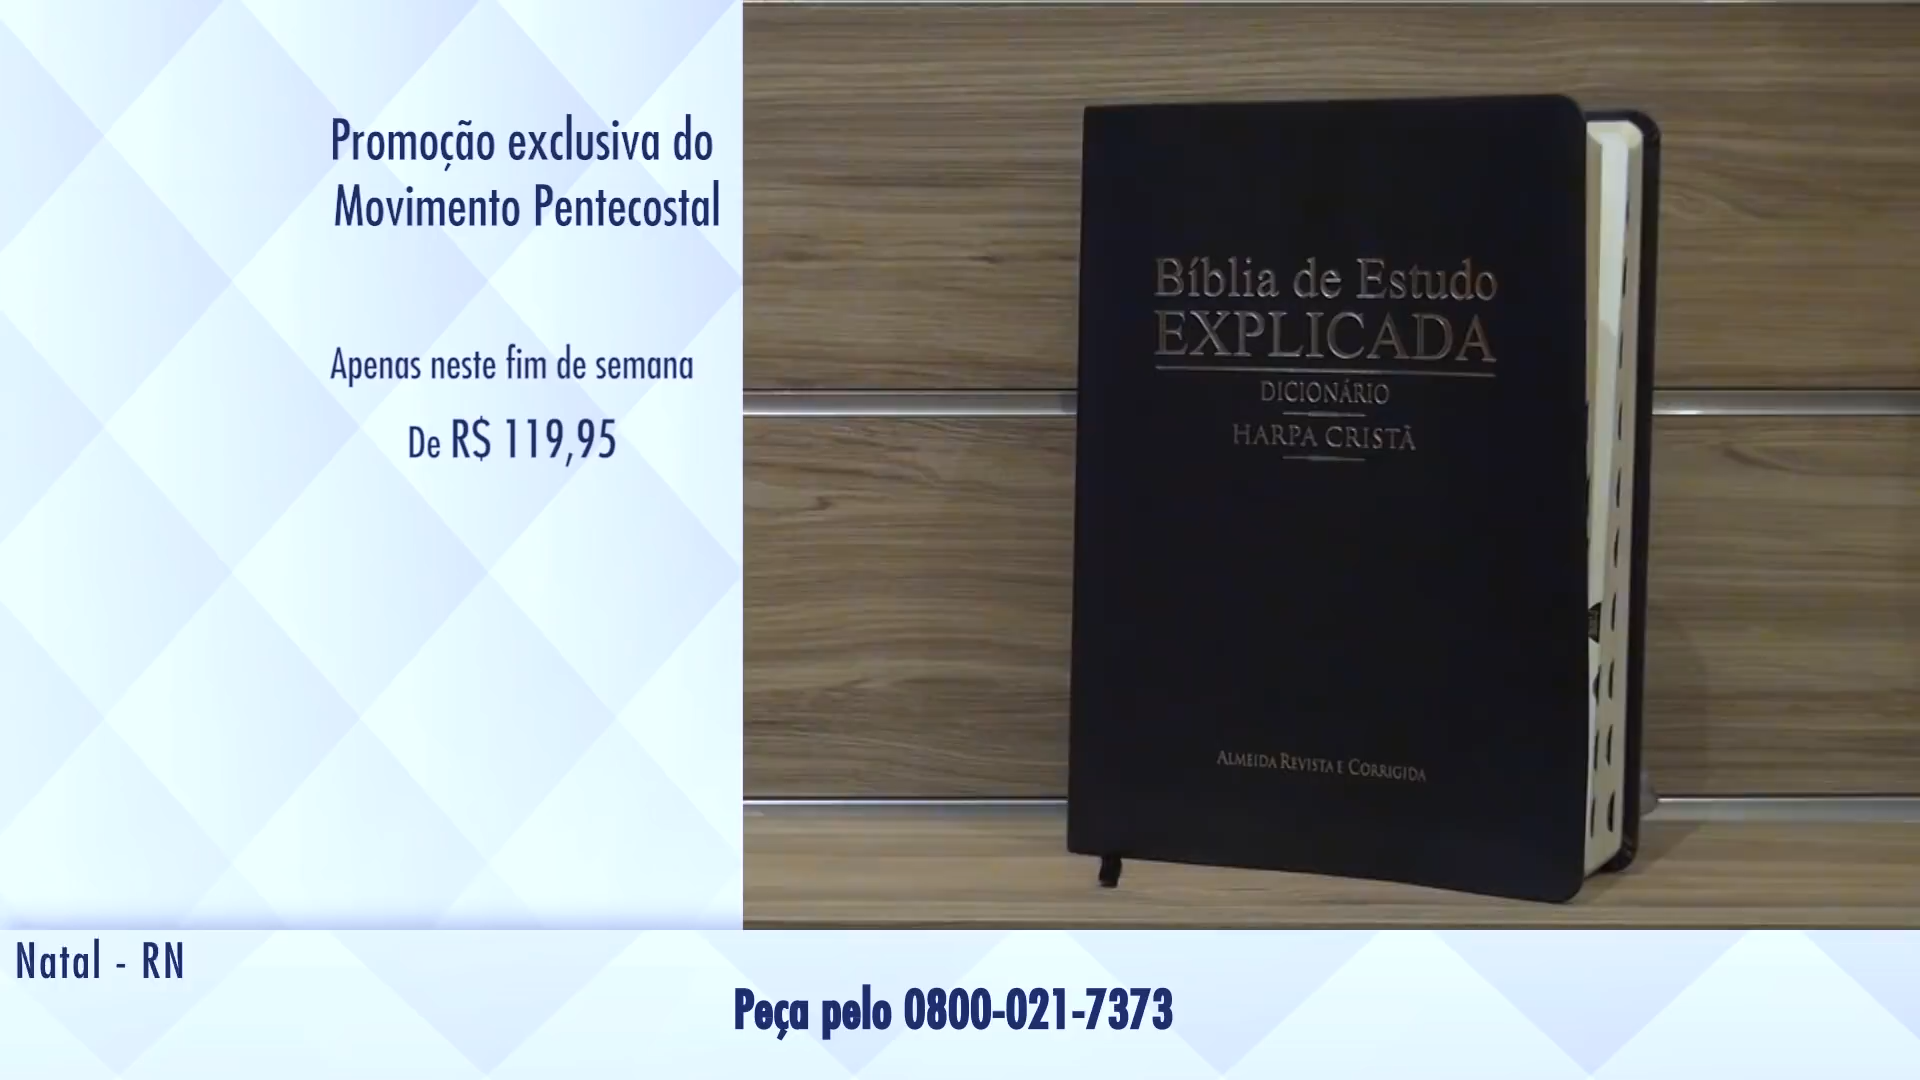 Promoção exclusiva do
Movimento Pentecostal
Apenas neste fim de semana
De R$ 119,95
Bíblia de Estudo
EXPLICADA
DICIONÁRIO
HARPA CRISTÃ
ALMEIDA REVISTA E CORRIGIDA
Natal - RN
Peça pelo 0800-021-7373